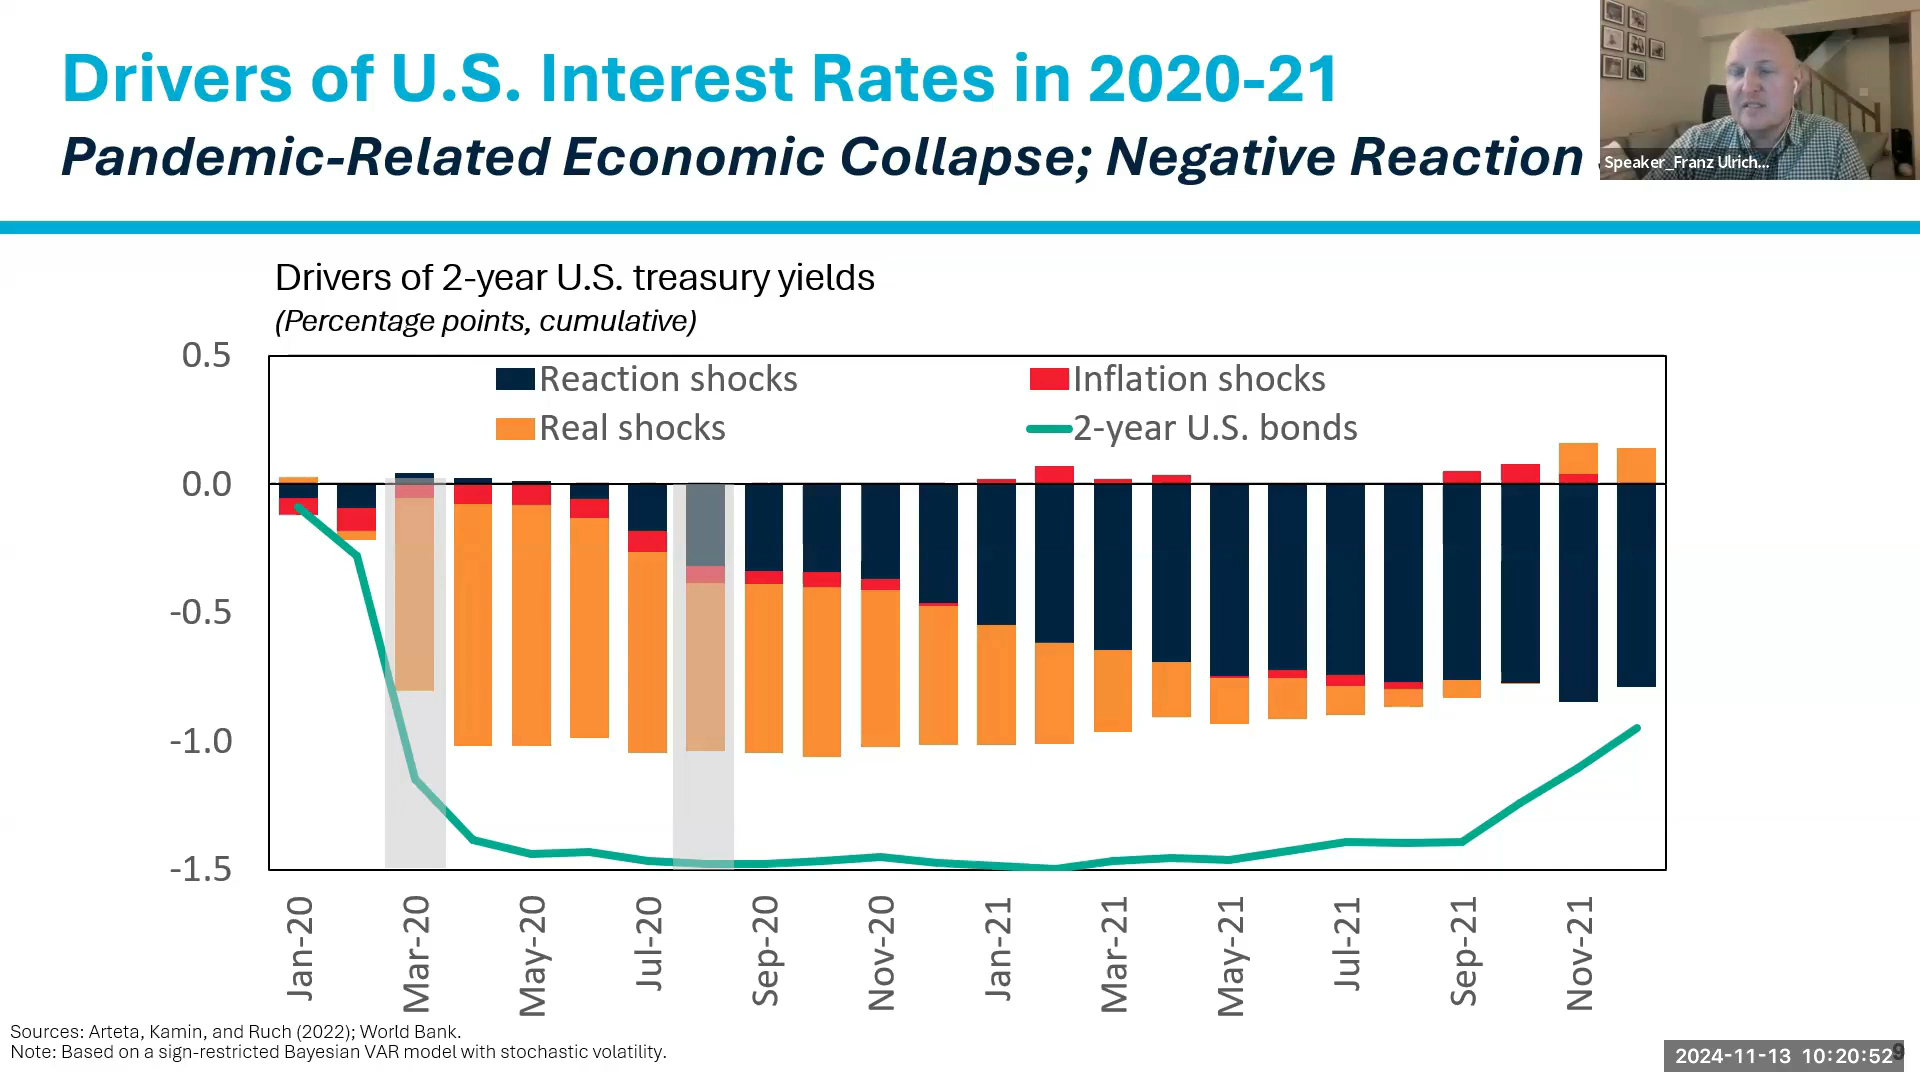 Drivers of U.S. Interest Rates in 2020-21
Pandemic-Related Economic Collapse; Negative Reaction
Speaker_Franz Ulrich...
Drivers of 2-year U.S. treasury yields
(Percentage points, cumulative)
0.5
0.0
-0.5
-1.0
-1.5
Reaction shocks
Inflation shocks
Real shocks
2-year U.S. bonds
Jan-20
Mar-20
May-20
Jul-20
Sep-20
Nov-20
Jan-21
Mar-21
May-21
Jul-21
Sep-21
Nov-21
Sources: Arteta, Kamin, and Ruch (2022); World Bank.
Note: Based on a sign-restricted Bayesian VAR model with stochastic volatility.
2024-11-13 10:20:52
9